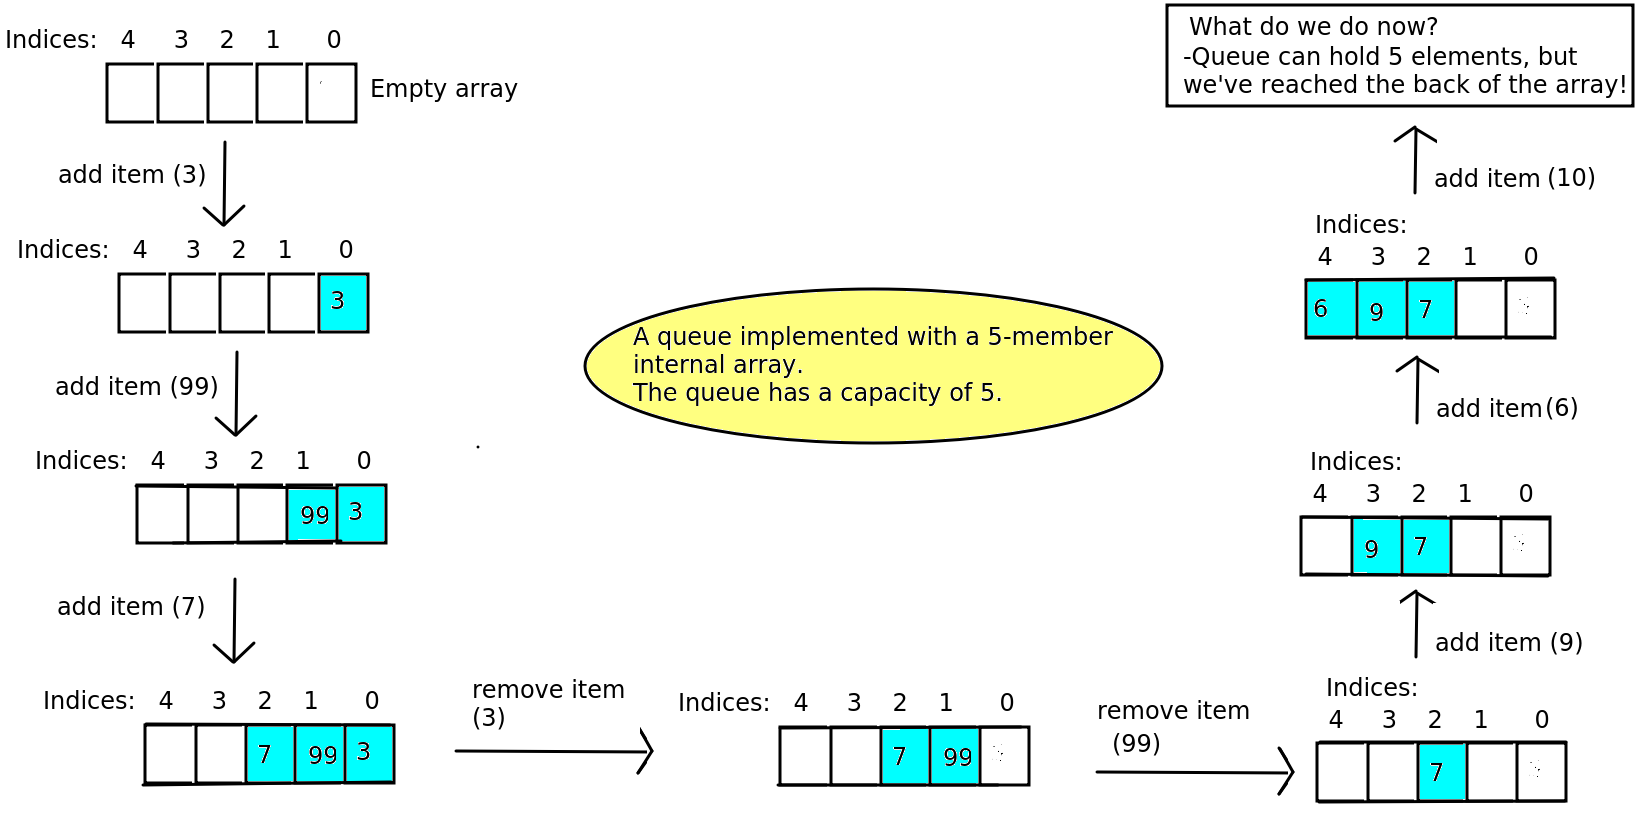 Indices: 4 3 2 1 0
Empty array
add item (3)
Indices: 4 3 2 1 0
3
add item (99)
Indices: 4 3 2 1 0
99 3
add item (7)
Indices: 4 3 2 1 0
7 99 3
remove item
(3)
Indices: 4 3 2 1 0
7 99
remove item
(99)
Indices:
4 3 2 1 0
7
add item (9)
Indices:
4 3 2 1 0
9 7
add item (6)
Indices:
4 3 2 1 0
6 9 7
add item (10)
What do we do now?
-Queue can hold 5 elements, but
we've reached the back of the array!
A queue implemented with a 5-member
internal array.
The queue has a capacity of 5.